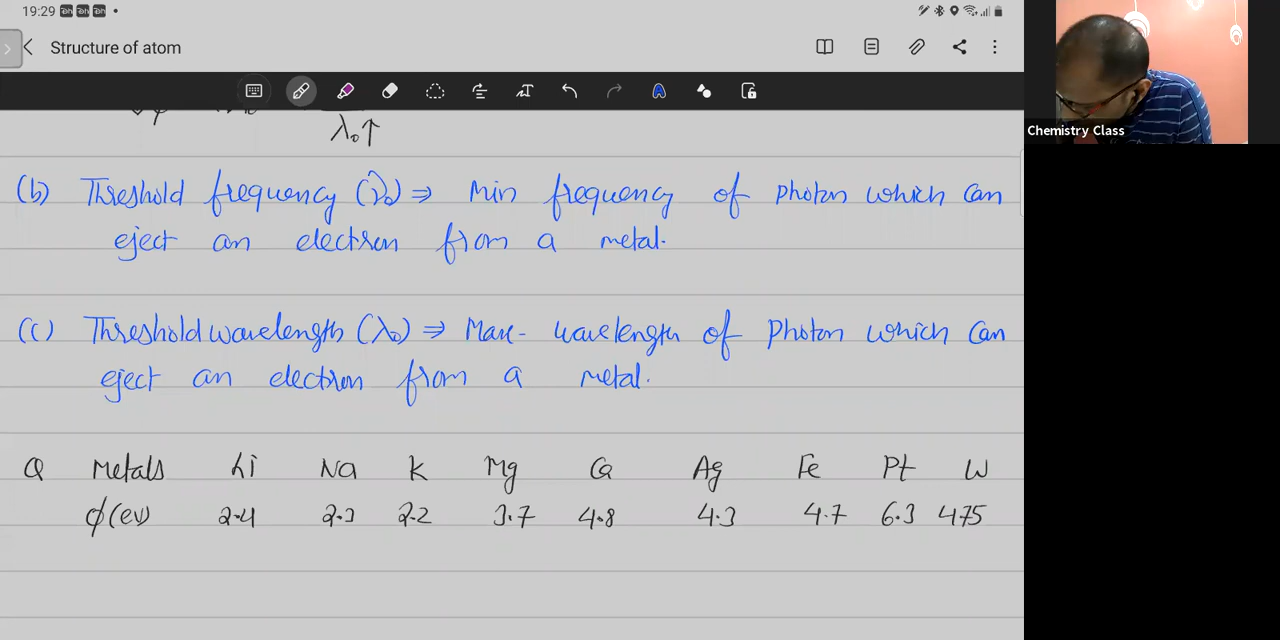 19:29
Structure of atom
Chemistry Class
λ₀↑
(b) Threshold frequency (ν₀) ⇒ Min frequency of photon which can
eject an electron from a metal.
(c) Threshold wavelength (λ₀) ⇒ Max- wavelength of photon which can
eject an electron from a metal.
Q Metals Li Na K Mg Cu Ag Fe Pt W
ϕ(ev) 2.4 2.3 2.2 3.7 4.8 4.3 4.7 6.3 4.75